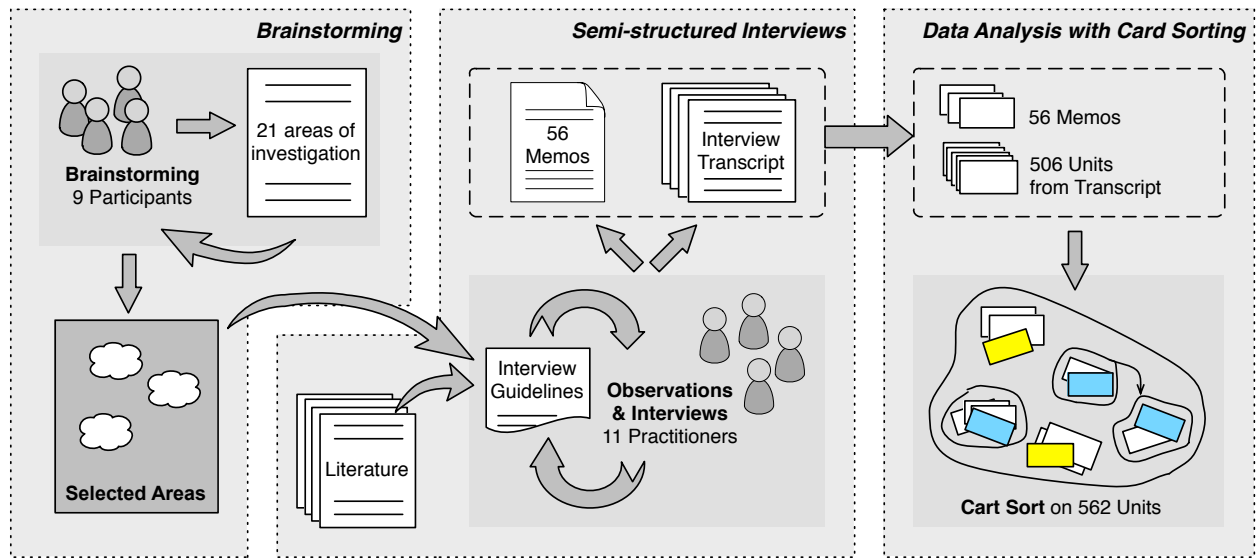 Brainstorming
21 areas of
investigation
Brainstorming
9 Participants
Selected Areas
Semi-structured Interviews
56
Memos
Interview
Transcript
Interview
Guidelines
Literature
Observations
& Interviews
11 Practitioners
Data Analysis with Card Sorting
56 Memos
506 Units
from Transcript
Cart Sort on 562 Units